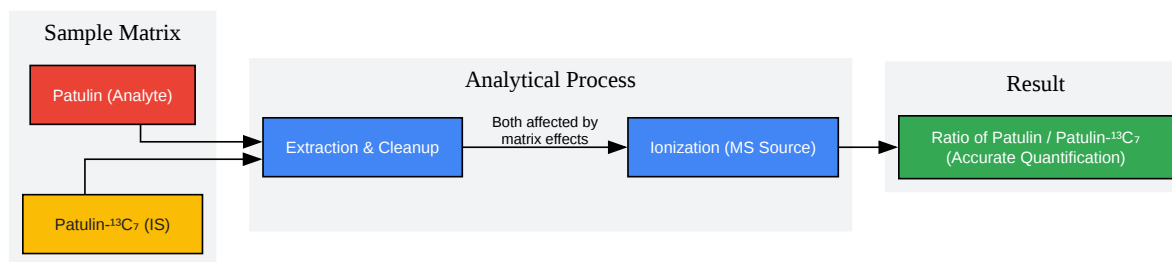 Sample Matrix
Patulin (Analyte)
Patulin-¹³C₇ (IS)
Analytical Process
Extraction & Cleanup
Both affected by
matrix effects
Ionization (MS Source)
Result
Ratio of Patulin / Patulin-¹³C₇
(Accurate Quantification)